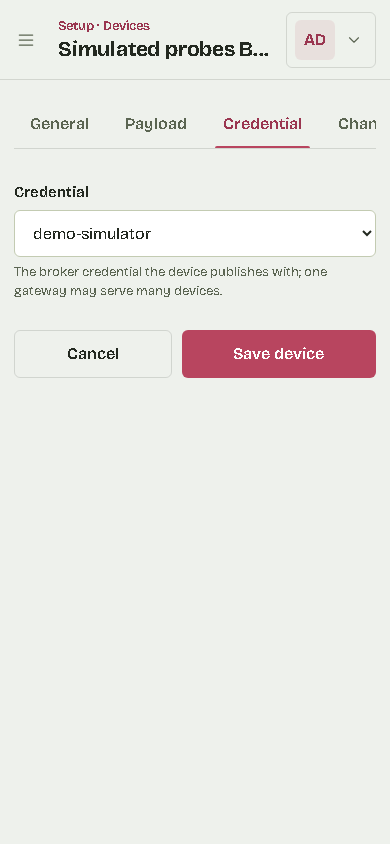 Setup · Devices
Simulated probes B...
AD
General
Payload
Credential
Chan
Credential
demo-simulator
The broker credential the device publishes with; one
gateway may serve many devices.
Cancel
Save device